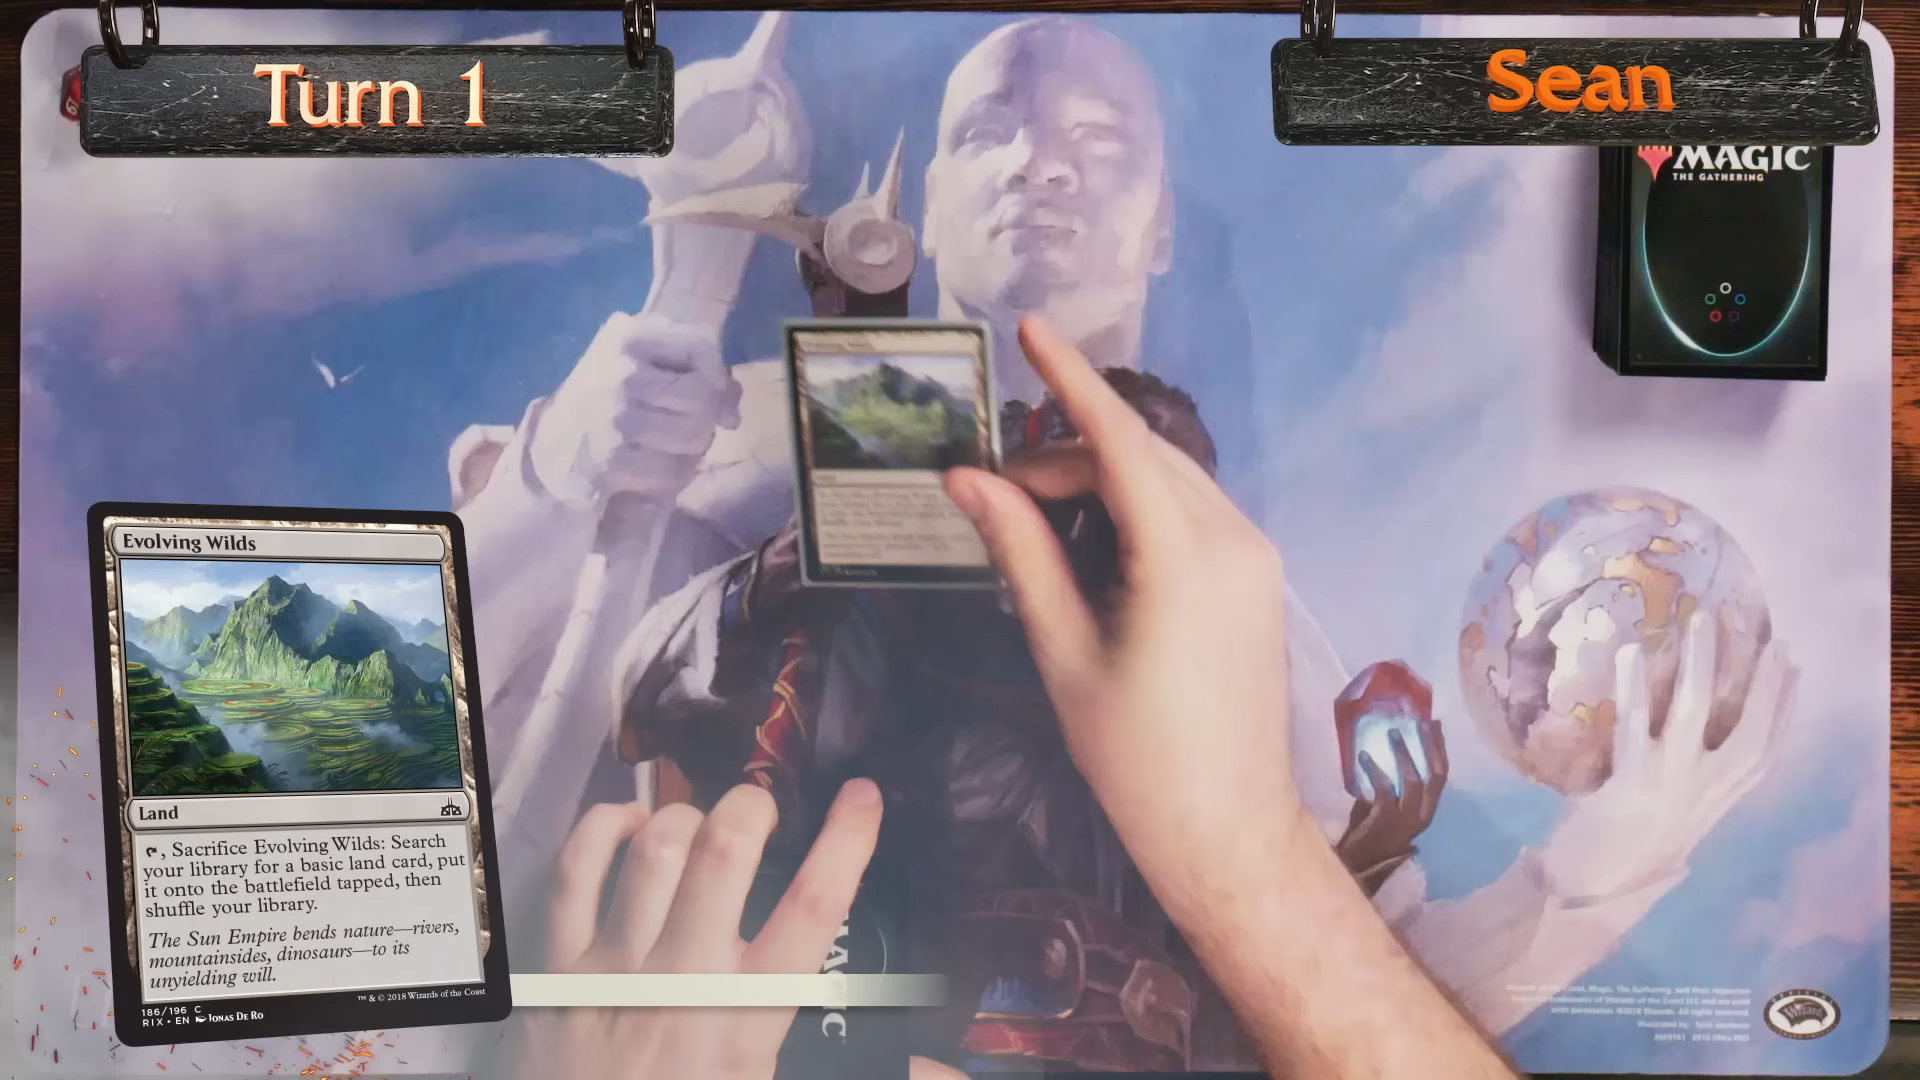 Turn 1
Sean
MAGIC
THE GATHERING
Evolving Wilds
Land
, Sacrifice Evolving Wilds: Search
your library for a basic land card, put
it onto the battlefield tapped, then
shuffle your library.
The Sun Empire bends nature—rivers,
mountainsides, dinosaurs—to its
unyielding will.
186/196 C
RIX • EN Jonas De Ro
™ & © 2018 Wizards of the Coast
MAGIC